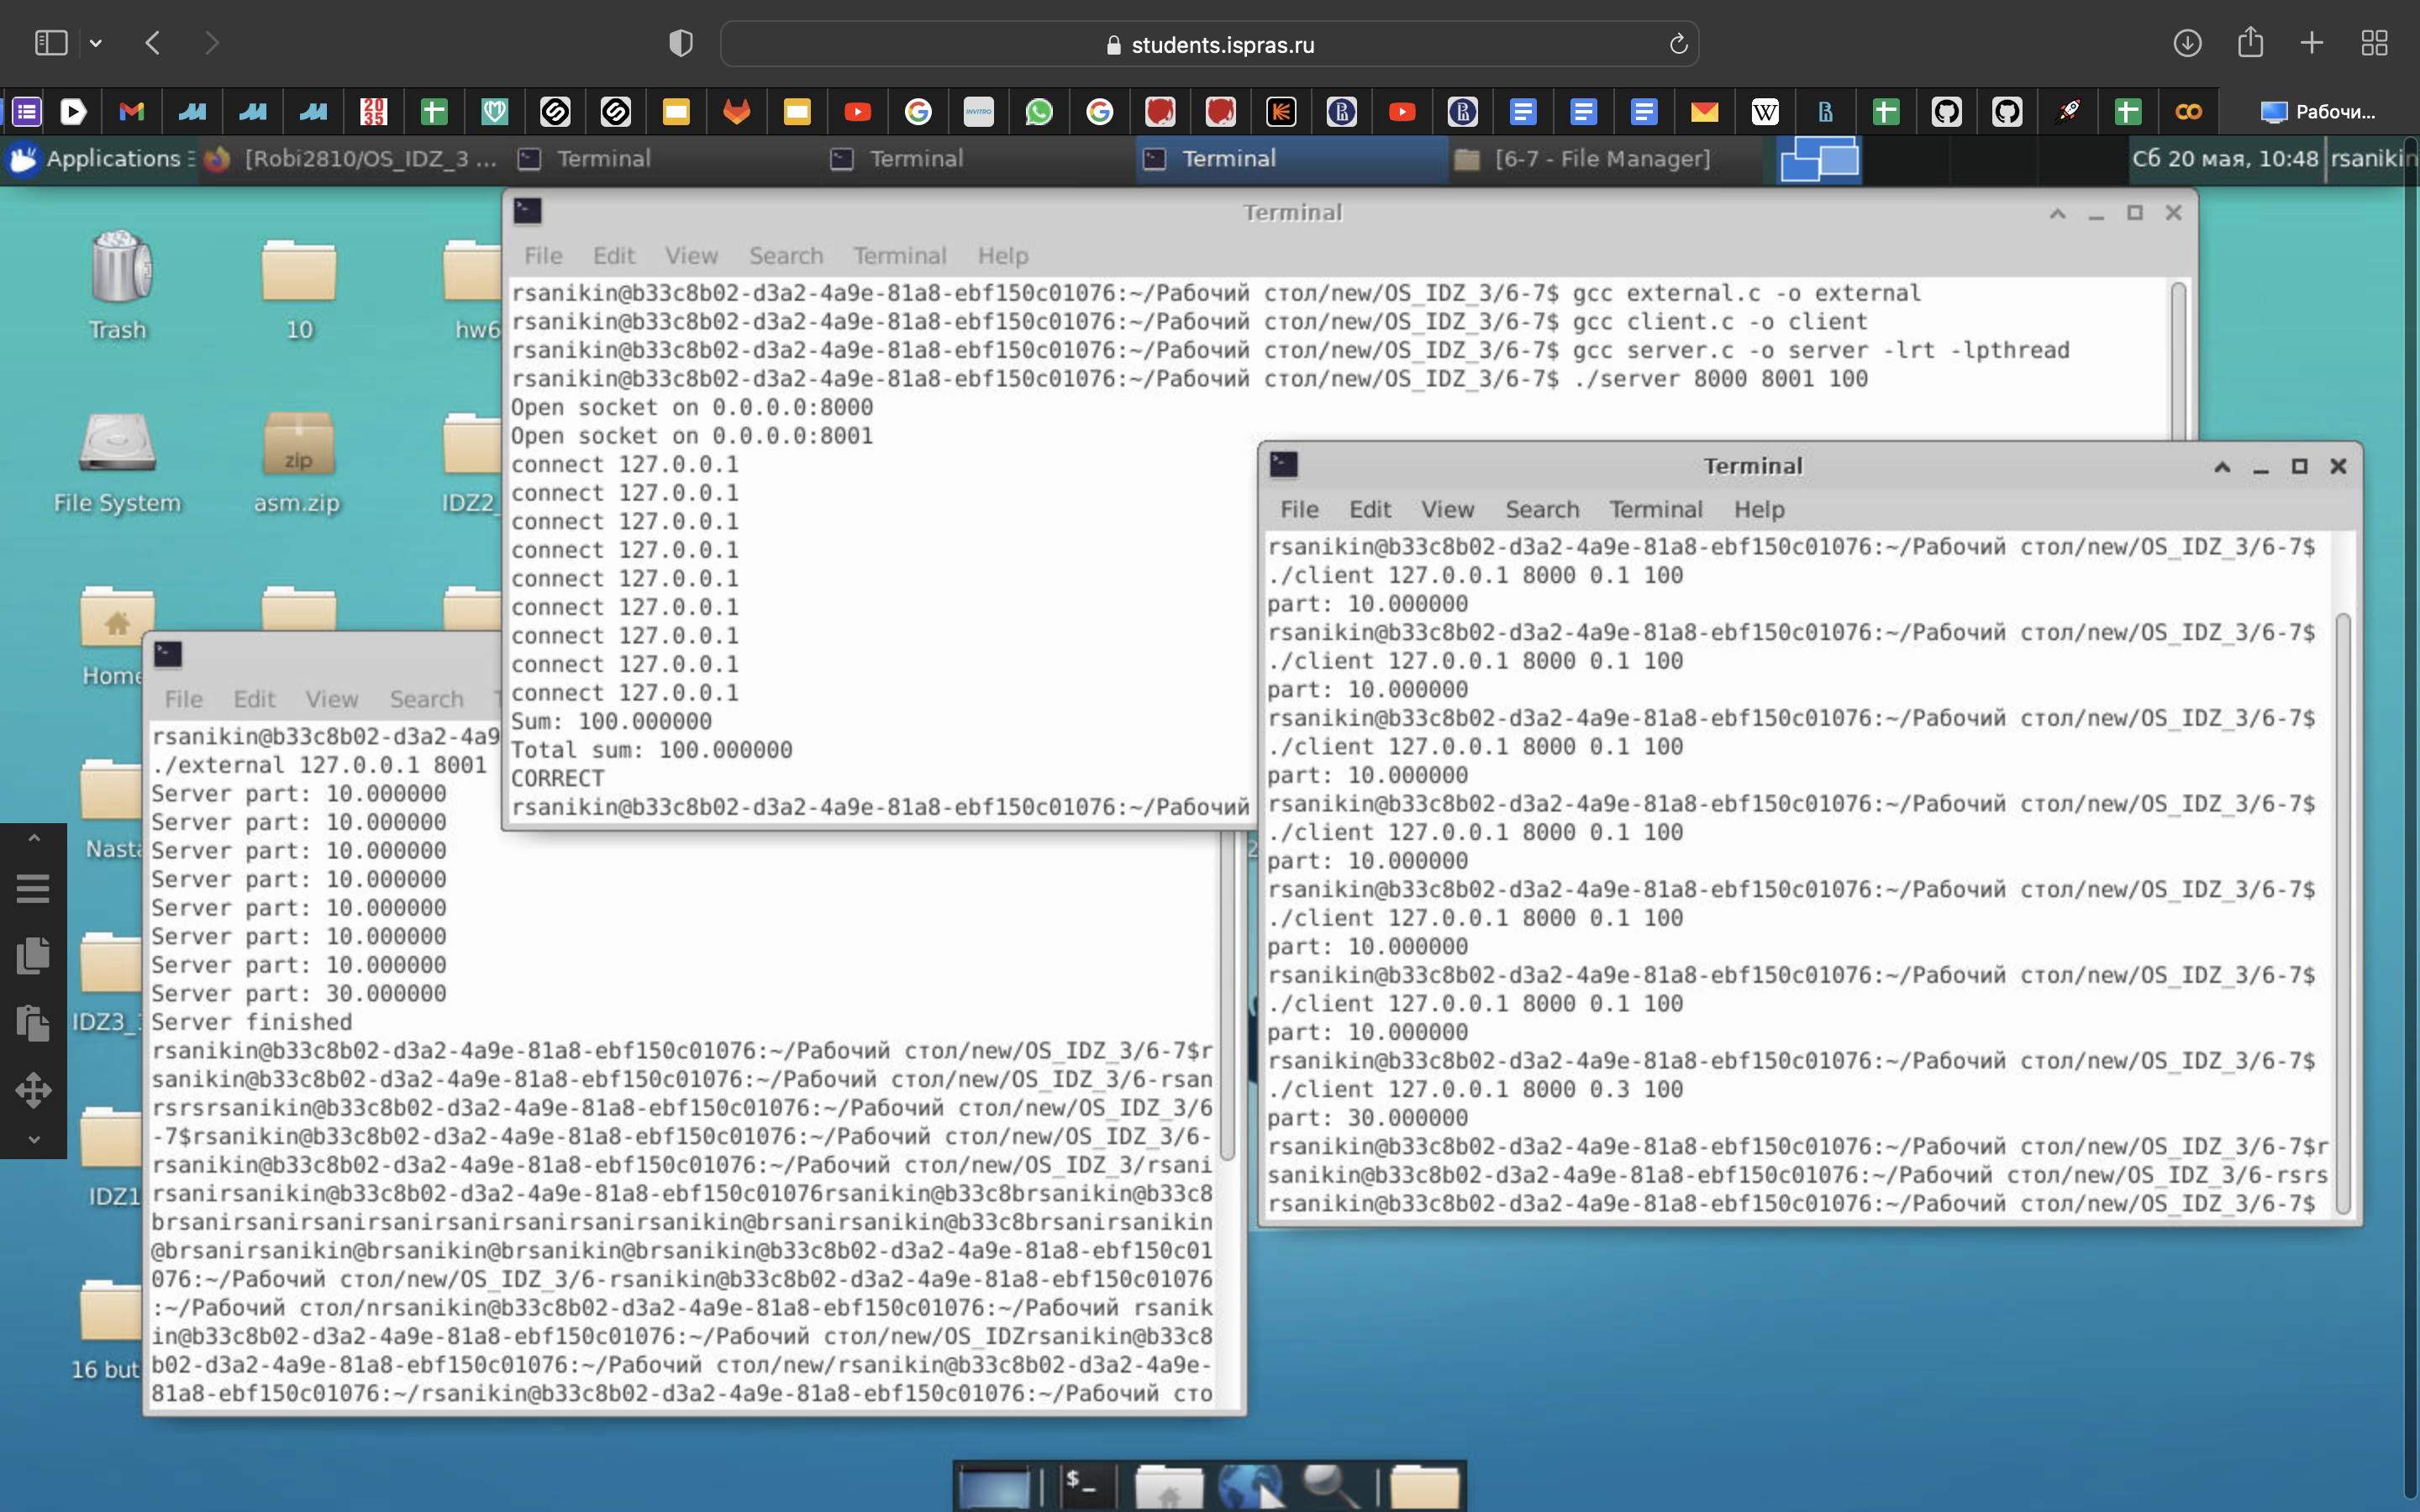 students.ispras.ru
20
35
INVITRO
W
Рабочи...
Applications
[Robi2810/OS_IDZ_3 ...
Terminal
Terminal
Terminal
[6-7 - File Manager]
Сб 20 мая, 10:48
rsanikin
Trash
10
hw6
File System
zip
asm.zip
IDZ2_
Home
Nasta
IDZ3_
IDZ1
16 but
Terminal
File Edit View Search Terminal Help
rsanikin@b33c8b02-d3a2-4a9e-81a8-ebf150c01076:~/Рабочий стол/new/OS_IDZ_3/6-7$ gcc external.c -o external
rsanikin@b33c8b02-d3a2-4a9e-81a8-ebf150c01076:~/Рабочий стол/new/OS_IDZ_3/6-7$ gcc client.c -o client
rsanikin@b33c8b02-d3a2-4a9e-81a8-ebf150c01076:~/Рабочий стол/new/OS_IDZ_3/6-7$ gcc server.c -o server -lrt -lpthread
rsanikin@b33c8b02-d3a2-4a9e-81a8-ebf150c01076:~/Рабочий стол/new/OS_IDZ_3/6-7$ ./server 8000 8001 100
Open socket on 0.0.0.0:8000
Open socket on 0.0.0.0:8001
connect 127.0.0.1
connect 127.0.0.1
connect 127.0.0.1
connect 127.0.0.1
connect 127.0.0.1
connect 127.0.0.1
connect 127.0.0.1
connect 127.0.0.1
connect 127.0.0.1
Sum: 100.000000
Total sum: 100.000000
CORRECT
rsanikin@b33c8b02-d3a2-4a9e-81a8-ebf150c01076:~/Рабочий
Terminal
File Edit View Search Terminal Help
rsanikin@b33c8b02-d3a2-4a9e-81a8-ebf150c01076:~/Рабочий стол/new/OS_IDZ_3/6-7$
./client 127.0.0.1 8000 0.1 100
part: 10.000000
rsanikin@b33c8b02-d3a2-4a9e-81a8-ebf150c01076:~/Рабочий стол/new/OS_IDZ_3/6-7$
./client 127.0.0.1 8000 0.1 100
part: 10.000000
rsanikin@b33c8b02-d3a2-4a9e-81a8-ebf150c01076:~/Рабочий стол/new/OS_IDZ_3/6-7$
./client 127.0.0.1 8000 0.1 100
part: 10.000000
rsanikin@b33c8b02-d3a2-4a9e-81a8-ebf150c01076:~/Рабочий стол/new/OS_IDZ_3/6-7$
./client 127.0.0.1 8000 0.1 100
part: 10.000000
rsanikin@b33c8b02-d3a2-4a9e-81a8-ebf150c01076:~/Рабочий стол/new/OS_IDZ_3/6-7$
./client 127.0.0.1 8000 0.1 100
part: 10.000000
rsanikin@b33c8b02-d3a2-4a9e-81a8-ebf150c01076:~/Рабочий стол/new/OS_IDZ_3/6-7$
./client 127.0.0.1 8000 0.1 100
part: 10.000000
rsanikin@b33c8b02-d3a2-4a9e-81a8-ebf150c01076:~/Рабочий стол/new/OS_IDZ_3/6-7$
./client 127.0.0.1 8000 0.3 100
part: 30.000000
rsanikin@b33c8b02-d3a2-4a9e-81a8-ebf150c01076:~/Рабочий стол/new/OS_IDZ_3/6-7$r
sanikin@b33c8b02-d3a2-4a9e-81a8-ebf150c01076:~/Рабочий стол/new/OS_IDZ_3/6-rsrs
rsanikin@b33c8b02-d3a2-4a9e-81a8-ebf150c01076:~/Рабочий стол/new/OS_IDZ_3/6-7$
File Edit View Search
rsanikin@b33c8b02-d3a2-4a9
./external 127.0.0.1 8001
Server part: 10.000000
Server part: 10.000000
Server part: 10.000000
Server part: 10.000000
Server part: 10.000000
Server part: 10.000000
Server part: 10.000000
Server part: 30.000000
Server finished
rsanikin@b33c8b02-d3a2-4a9e-81a8-ebf150c01076:~/Рабочий стол/new/OS_IDZ_3/6-7$r
sanikin@b33c8b02-d3a2-4a9e-81a8-ebf150c01076:~/Рабочий стол/new/OS_IDZ_3/6-rsan
rsrsrsanikin@b33c8b02-d3a2-4a9e-81a8-ebf150c01076:~/Рабочий стол/new/OS_IDZ_3/6
-7$rsanikin@b33c8b02-d3a2-4a9e-81a8-ebf150c01076:~/Рабочий стол/new/OS_IDZ_3/6-
rsanikin@b33c8b02-d3a2-4a9e-81a8-ebf150c01076:~/Рабочий стол/new/OS_IDZ_3/rsani
rsanirsanikin@b33c8b02-d3a2-4a9e-81a8-ebf150c01076rsanikin@b33c8brsanikin@b33c8
brsanirsanirsanirsanirsanirsanirsanirsanikin@brsanirsanikin@b33c8brsanirsanikin
@brsanirsanikin@brsanikin@brsanikin@brsanikin@b33c8b02-d3a2-4a9e-81a8-ebf150c01
076:~/Рабочий стол/new/OS_IDZ_3/6-rsanikin@b33c8b02-d3a2-4a9e-81a8-ebf150c01076
:~/Рабочий стол/nrsanikin@b33c8b02-d3a2-4a9e-81a8-ebf150c01076:~/Рабочий rsanik
in@b33c8b02-d3a2-4a9e-81a8-ebf150c01076:~/Рабочий стол/new/OS_IDZrsanikin@b33c8
b02-d3a2-4a9e-81a8-ebf150c01076:~/Рабочий стол/new/rsanikin@b33c8b02-d3a2-4a9e-
81a8-ebf150c01076:~/rsanikin@b33c8b02-d3a2-4a9e-81a8-ebf150c01076:~/Рабочий сто